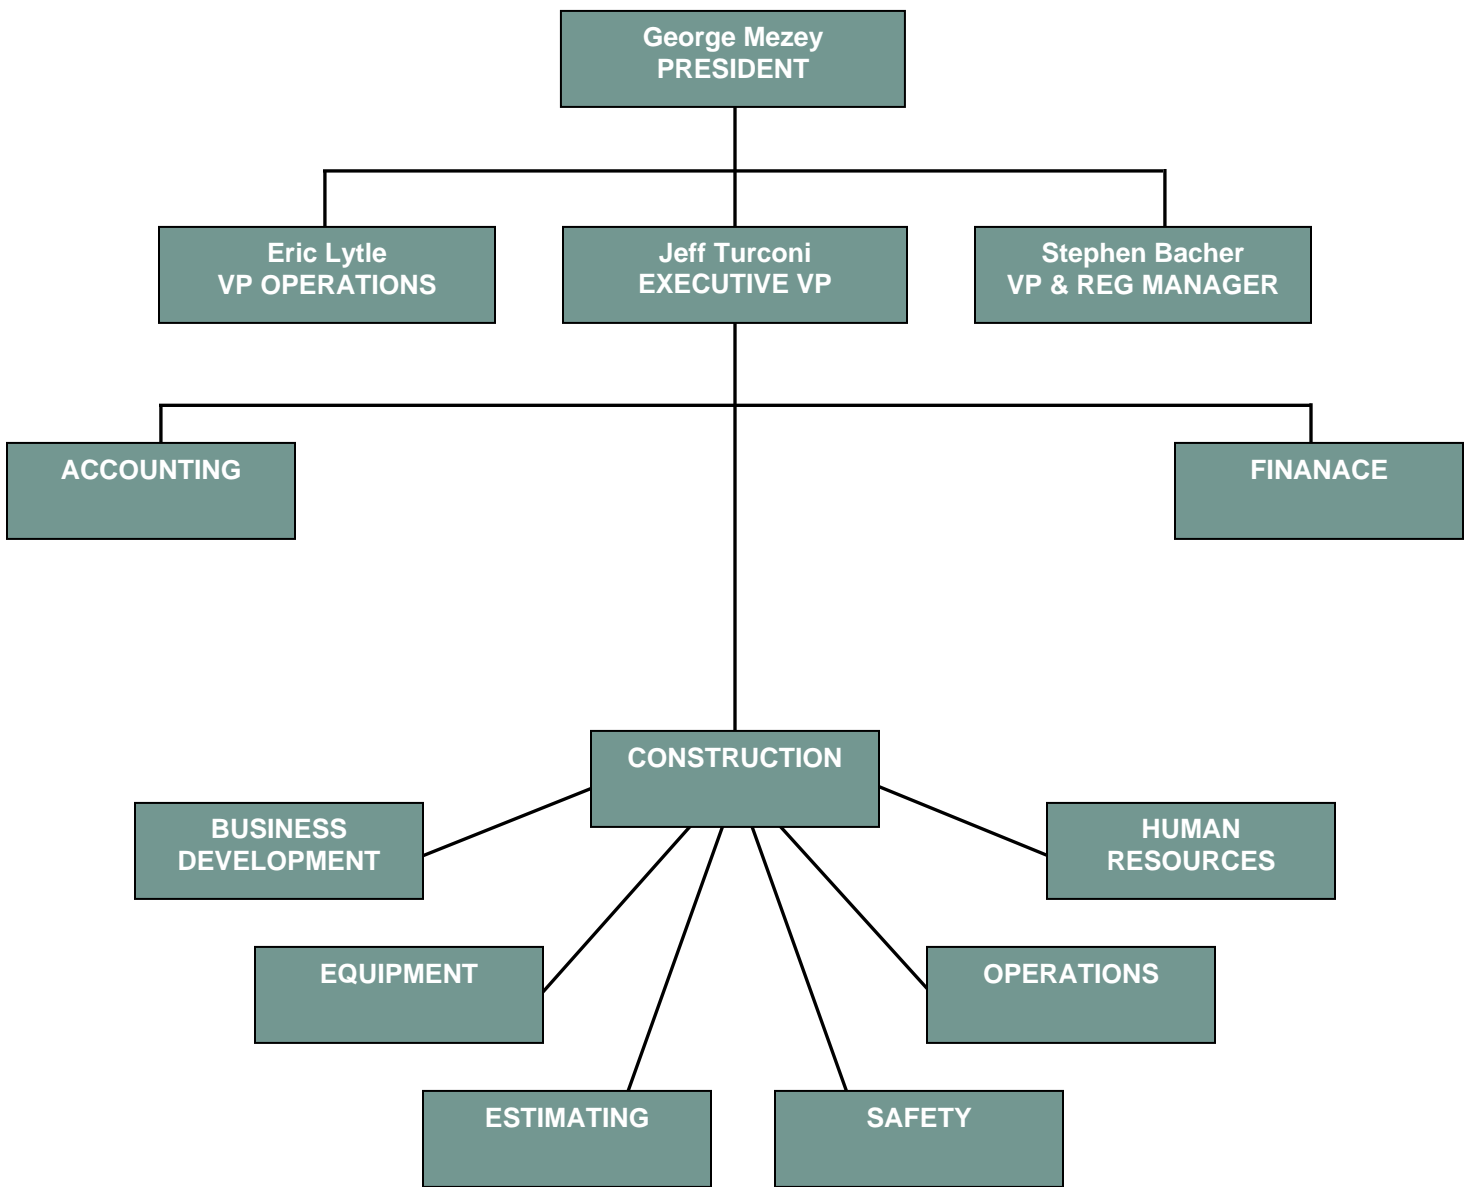 George Mezey
PRESIDENT
Eric Lytle
VP OPERATIONS
Jeff Turconi
EXECUTIVE VP
Stephen Bacher
VP & REG MANAGER
ACCOUNTING
FINANACE
CONSTRUCTION
BUSINESS
DEVELOPMENT
HUMAN
RESOURCES
EQUIPMENT
OPERATIONS
ESTIMATING
SAFETY